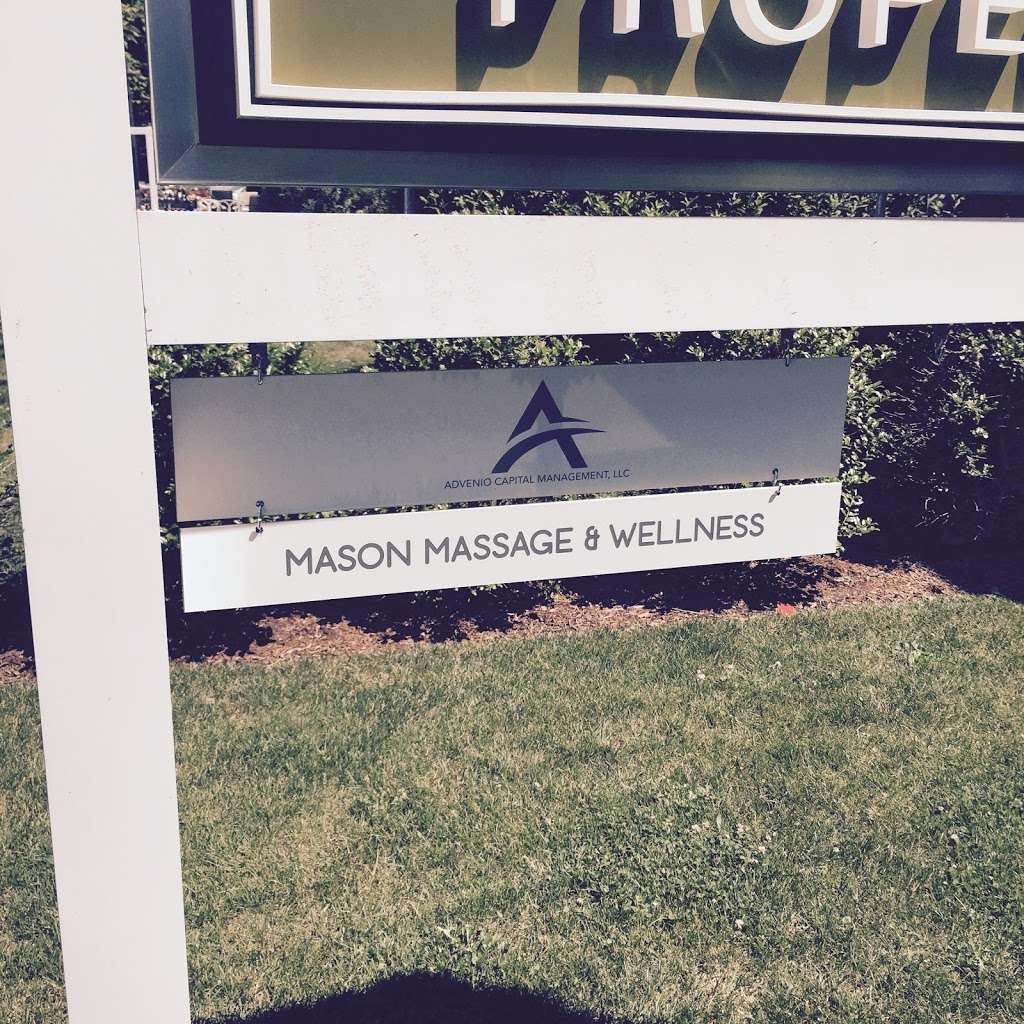 ADVENIO CAPITAL MANAGEMENT, LLC
MASON MASSAGE & WELLNESS